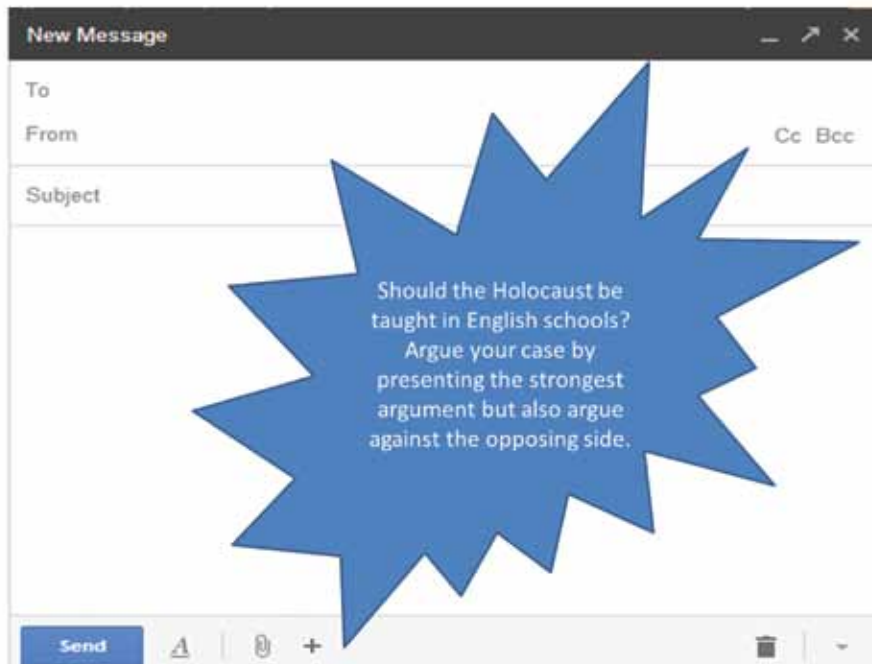 New Message
To
From
Cc Bcc
Subject
Should the Holocaust be
taught in English schools?
Argue your case by
presenting the strongest
argument but also argue
against the opposing side.
Send
A